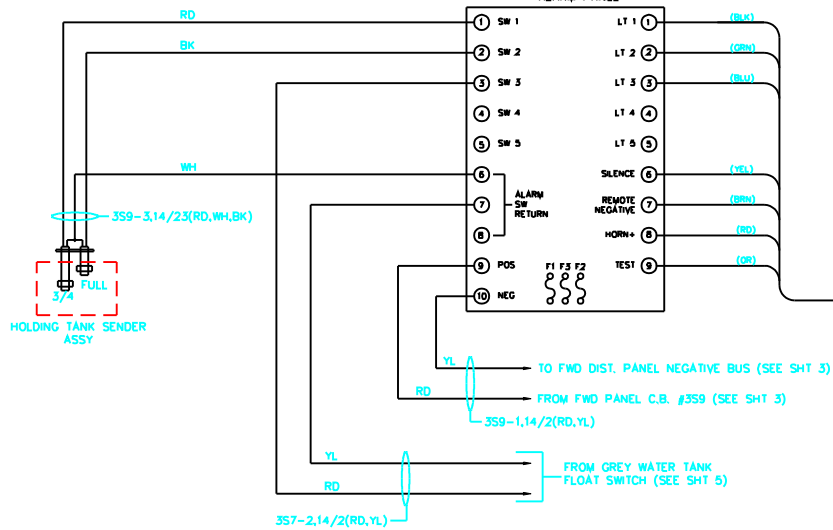 RD
BK
WH
3S9-3,14/23(RD,WH,BK)
3/4
FULL
HOLDING TANK SENDER
ASSY
1 SW 1
2 SW 2
3 SW 3
4 SW 4
5 SW 5
6
7
8
ALARM
SW
RETURN
9 POS
10 NEG
F1 F3 F2
LT 1 1 (BLK)
LT 2 2 (GRN)
LT 3 3 (BLU)
LT 4 4
LT 5 5
SILENCE 6 (YEL)
REMOTE
NEGATIVE 7 (BRN)
HORN+ 8 (RD)
TEST 9 (OR)
YL
TO FWD DIST. PANEL NEGATIVE BUS (SEE SHT 3)
RD
FROM FWD PANEL C.B. #3S9 (SEE SHT 3)
3S9-1,14/2(RD,YL)
YL
RD
FROM GREY WATER TANK
FLOAT SWITCH (SEE SHT 5)
3S7-2,14/2(RD,YL)